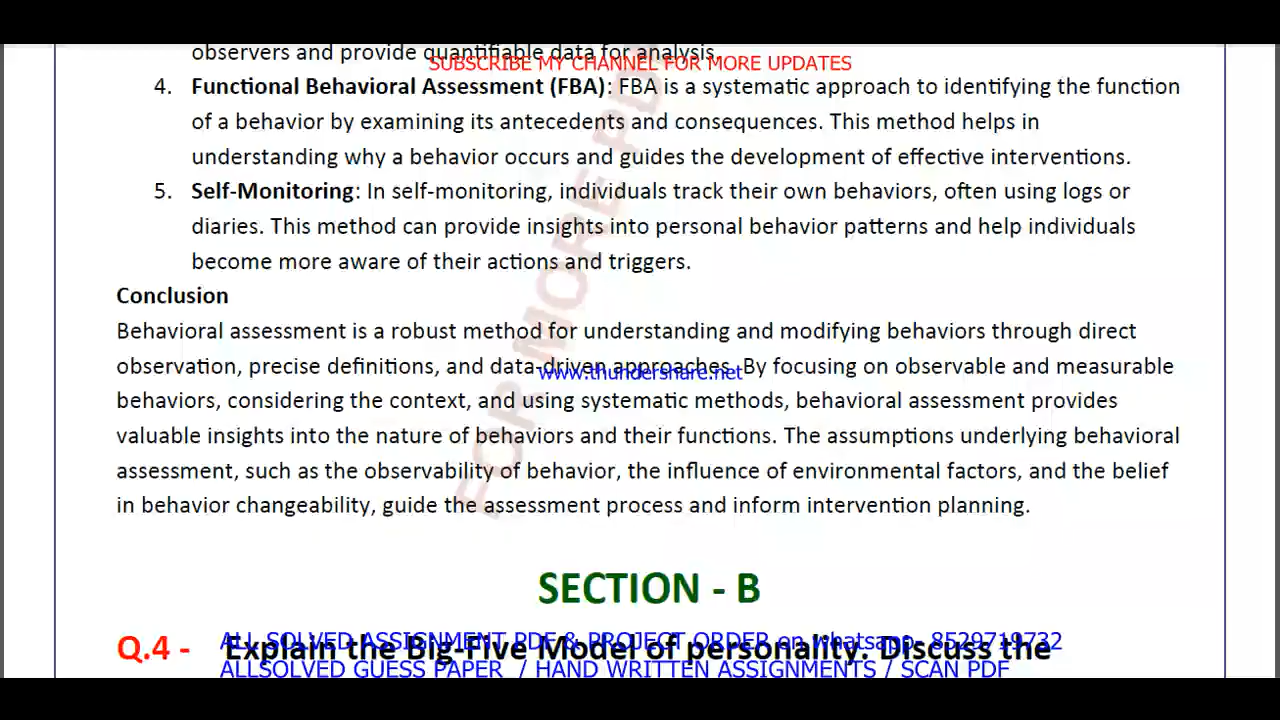 observers and provide quantifiable data for analysis.
SUBSCRIBE MY CHANNEL FOR MORE UPDATES
4. Functional Behavioral Assessment (FBA): FBA is a systematic approach to identifying the function
of a behavior by examining its antecedents and consequences. This method helps in
understanding why a behavior occurs and guides the development of effective interventions.
5. Self-Monitoring: In self-monitoring, individuals track their own behaviors, often using logs or
diaries. This method can provide insights into personal behavior patterns and help individuals
become more aware of their actions and triggers.
Conclusion
Behavioral assessment is a robust method for understanding and modifying behaviors through direct
observation, precise definitions, and data-driven approaches. By focusing on observable and measurable
www.thundershare.net
behaviors, considering the context, and using systematic methods, behavioral assessment provides
valuable insights into the nature of behaviors and their functions. The assumptions underlying behavioral
assessment, such as the observability of behavior, the influence of environmental factors, and the belief
in behavior changeability, guide the assessment process and inform intervention planning.
FOR MORE PD
SECTION - B
Q.4 - Explain the Big-Five Model of personality. Discuss the
ALL SOLVED ASSIGNMENT PDF & PROJECT ORDER on whatsapp- 8529719732
ALLSOLVED GUESS PAPER / HAND WRITTEN ASSIGNMENTS / SCAN PDF